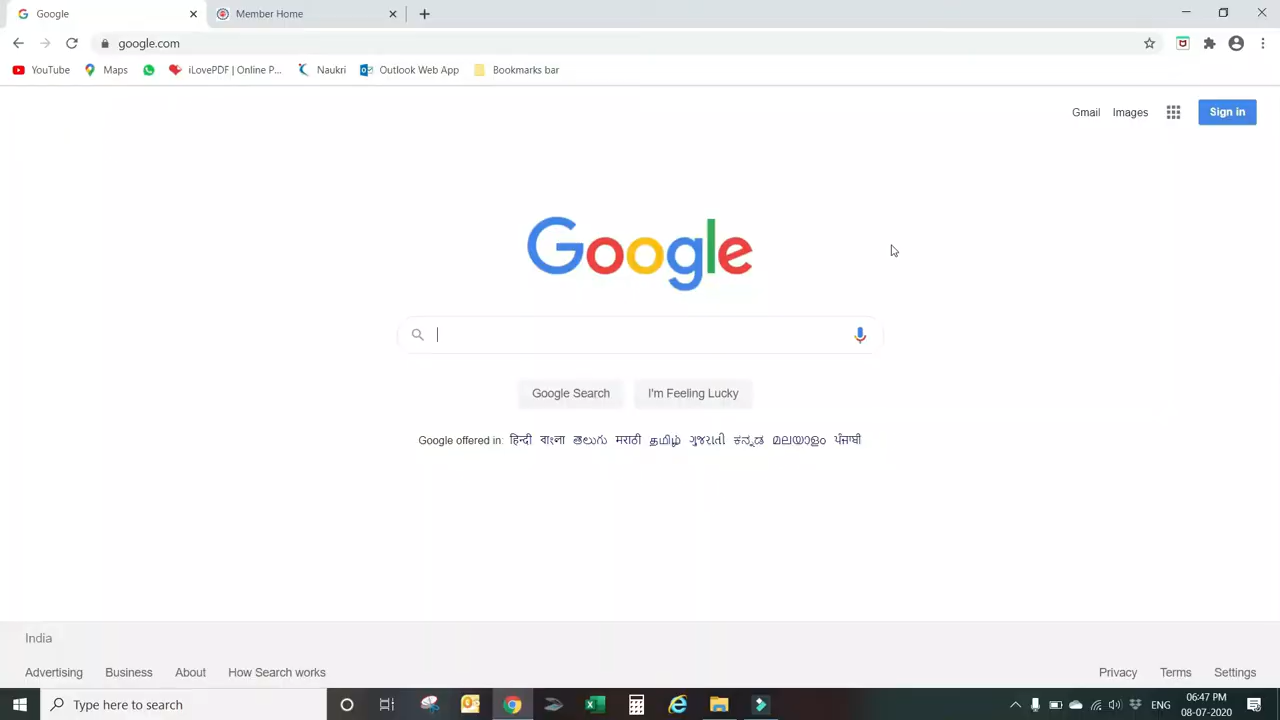 Google
Member Home
google.com
YouTube
Maps
iLovePDF | Online P...
Naukri
Outlook Web App
Bookmarks bar
Gmail
Images
Sign in
Google
Google Search
I'm Feeling Lucky
Google offered in: हिन्दी বাংলা తెలుగు मराठी தமிழ் ગુજરાતી ಕನ್ನಡ മലയാളം ਪੰਜਾਬੀ
India
Advertising
Business
About
How Search works
Privacy
Terms
Settings
Type here to search
ENG
06:47 PM
08-07-2020